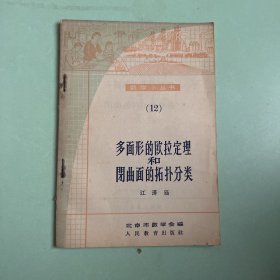 数学小丛书
(12)
多面形的欧拉定理
和
閉曲面的拓扑分类
江泽涵
北京市数学会編
人民教育出版社